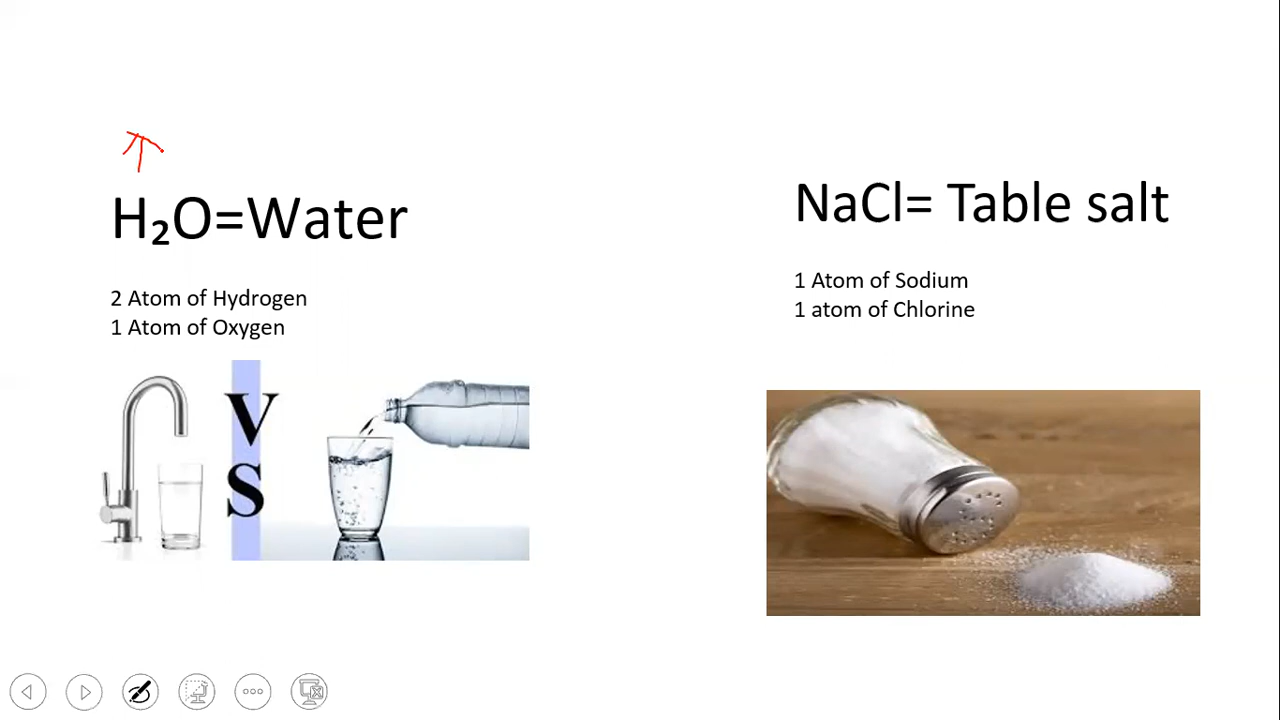 H₂O=Water
2 Atom of Hydrogen
1 Atom of Oxygen
V
S
NaCl= Table salt
1 Atom of Sodium
1 atom of Chlorine